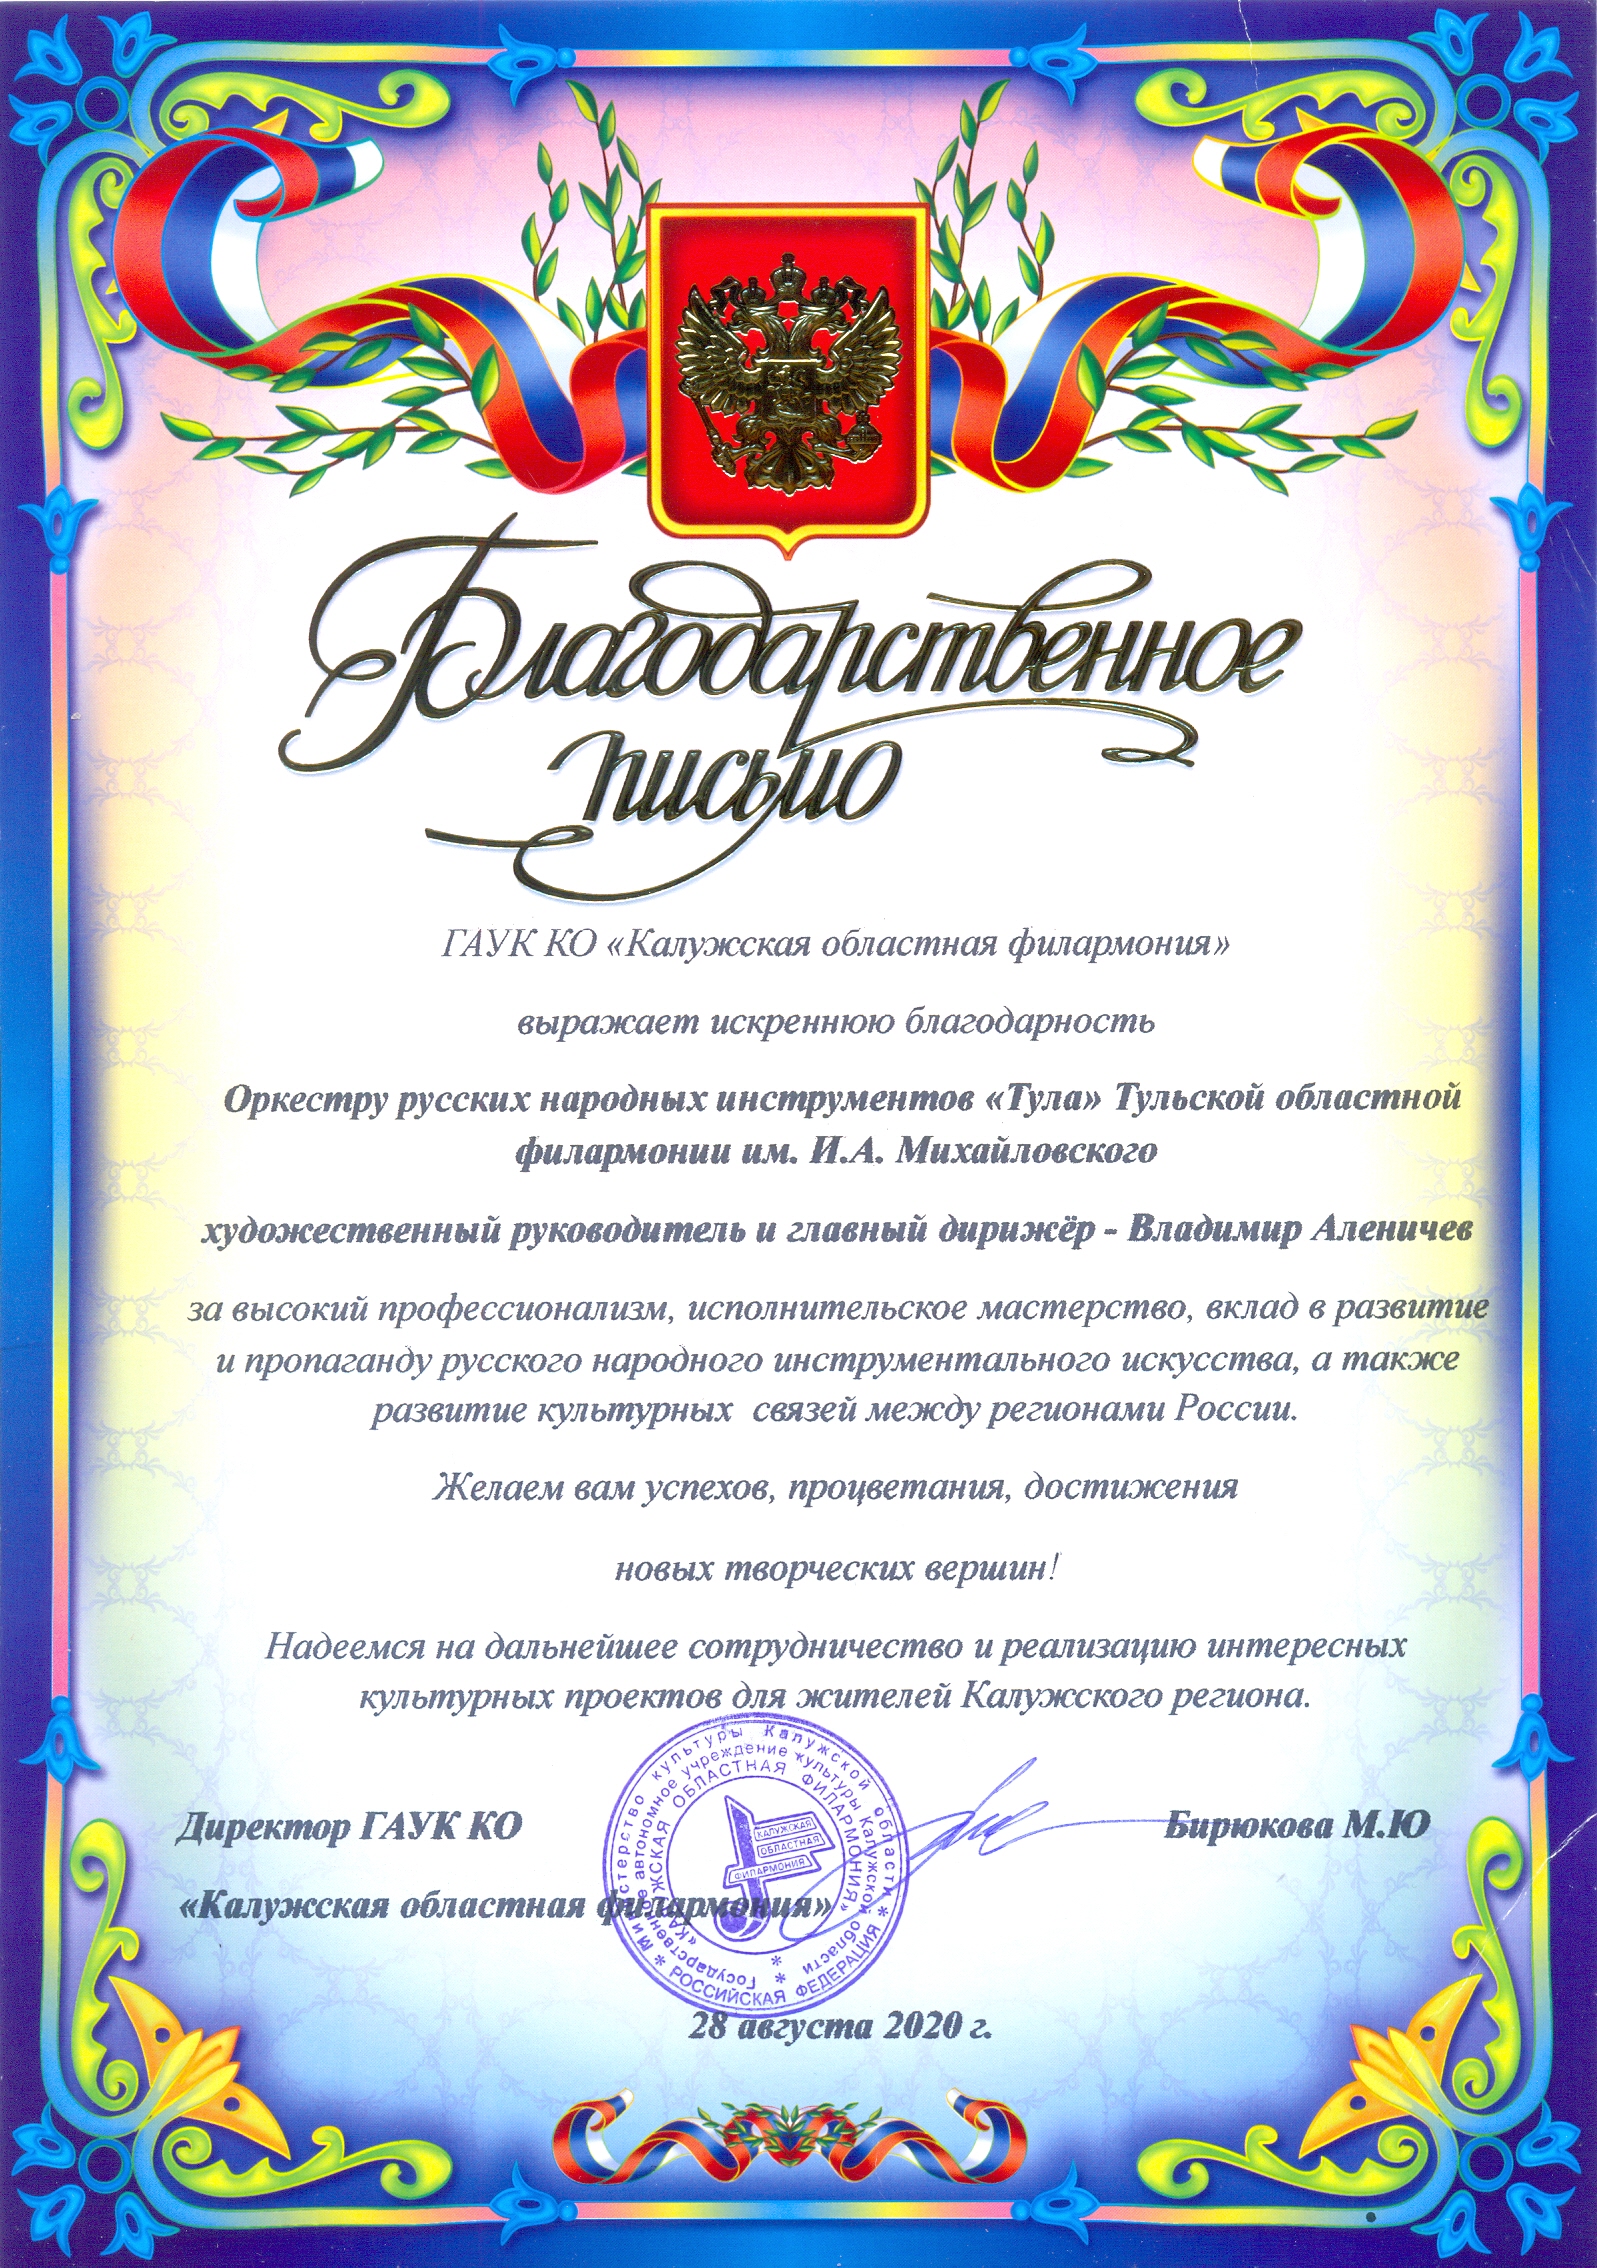 Благодарственное
письмо
ГАУК КО «Калужская областная филармония»
выражает искреннюю благодарность
Оркестру русских народных инструментов «Тула» Тульской областной
филармонии им. И.А. Михайловского
художественный руководитель и главный дирижёр - Владимир Аленичев
за высокий профессионализм, исполнительское мастерство, вклад в развитие
и пропаганду русского народного инструментального искусства, а также
развитие культурных связей между регионами России.
Желаем вам успехов, процветания, достижения
новых творческих вершин!
Надеемся на дальнейшее сотрудничество и реализацию интересных
культурных проектов для жителей Калужского региона.
Министерство культуры Калужской области * РОССИЙСКАЯ ФЕДЕРАЦИЯ *
Государственное автономное учреждение культуры Калужской области *
«КАЛУЖСКАЯ ОБЛАСТНАЯ ФИЛАРМОНИЯ» *
КАЛУЖСКАЯ
ОБЛАСТНАЯ
ФИЛАРМОНИЯ
Директор ГАУК КО
Бирюкова М.Ю
«Калужская областная филармония»
28 августа 2020 г.